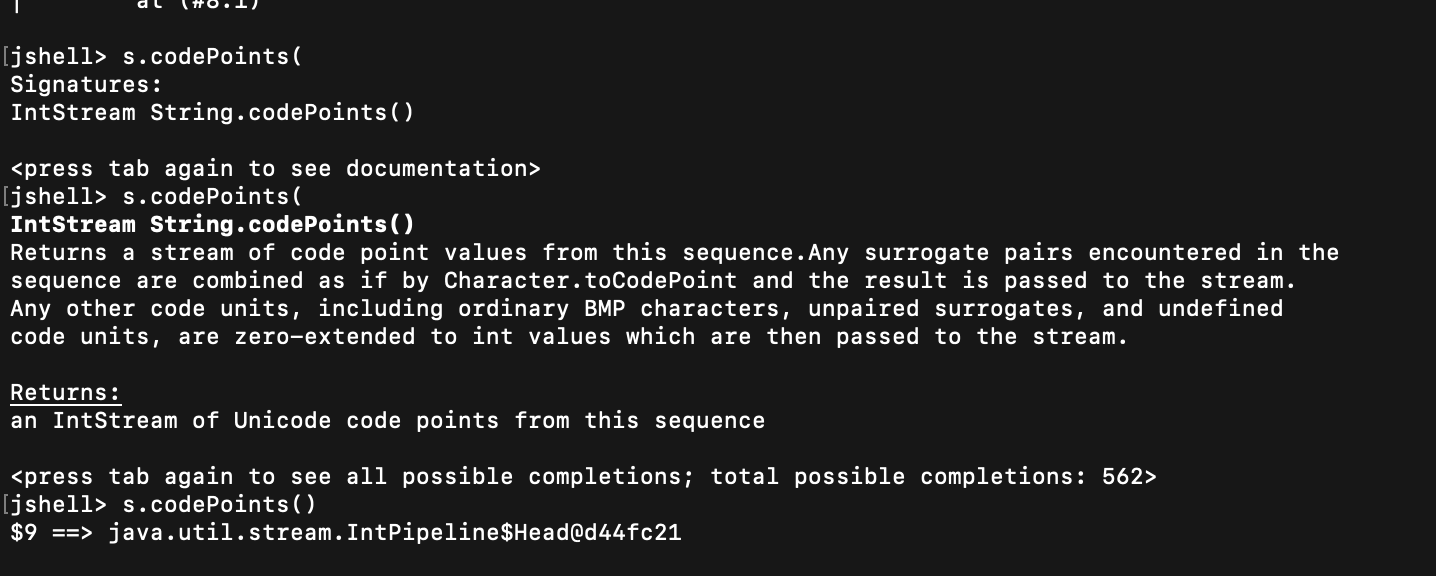 |        at (#8.1)
[jshell> s.codePoints(
Signatures:
IntStream String.codePoints()
<press tab again to see documentation>
[jshell> s.codePoints(
IntStream String.codePoints()
Returns a stream of code point values from this sequence.Any surrogate pairs encountered in the
sequence are combined as if by Character.toCodePoint and the result is passed to the stream.
Any other code units, including ordinary BMP characters, unpaired surrogates, and undefined
code units, are zero-extended to int values which are then passed to the stream.
Returns:
an IntStream of Unicode code points from this sequence
<press tab again to see all possible completions; total possible completions: 562>
[jshell> s.codePoints()
$9 ==> java.util.stream.IntPipeline$Head@d44fc21